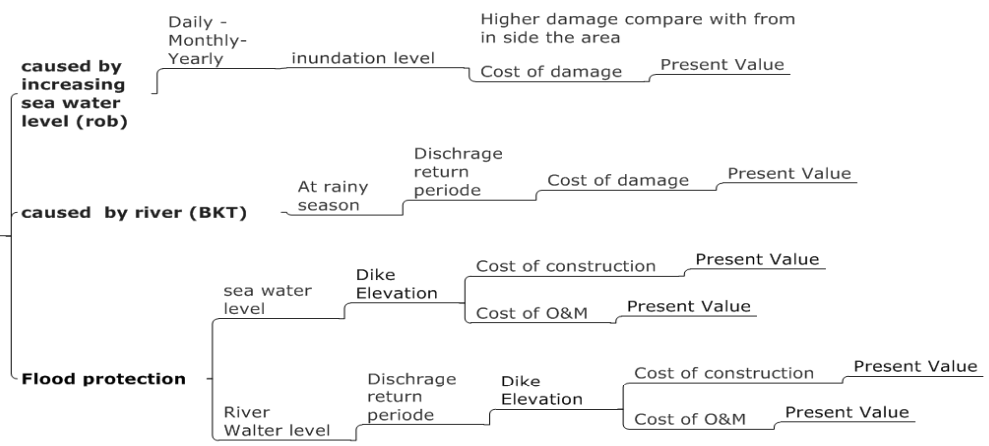 caused by
increasing
sea water
level (rob)
Daily -
Monthly-
Yearly
inundation level
Higher damage compare with from
in side the area
Cost of damage
Present Value
caused  by river (BKT)
At rainy
season
Dischrage
return
periode
Cost of damage
Present Value
Flood protection
sea water
level
Dike
Elevation
Cost of construction
Present Value
Cost of O&M
Present Value
River
Walter level
Dischrage
return
periode
Dike
Elevation
Cost of construction
Present Value
Cost of O&M
Present Value